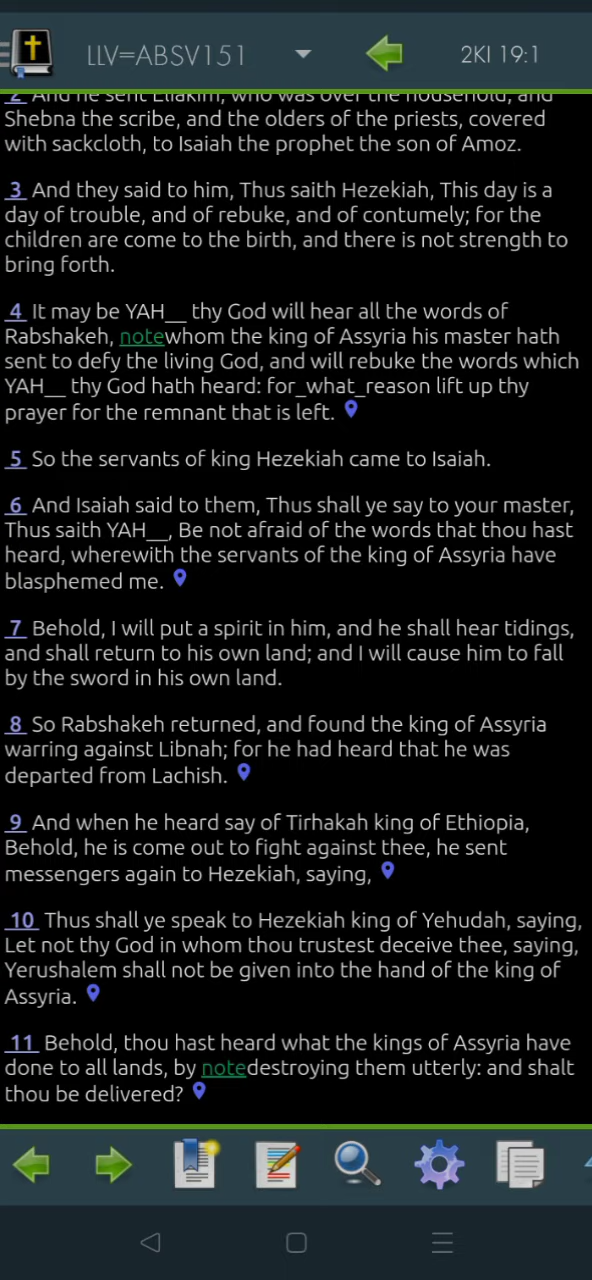 LLV=ABSV151
2KI 19:1
2 And he sent Eliakim, who was over the household, and
Shebna the scribe, and the olders of the priests, covered
with sackcloth, to Isaiah the prophet the son of Amoz.
3 And they said to him, Thus saith Hezekiah, This day is a
day of trouble, and of rebuke, and of contumely; for the
children are come to the birth, and there is not strength to
bring forth.
4 It may be YAH__ thy God will hear all the words of
Rabshakeh, notewhom the king of Assyria his master hath
sent to defy the living God, and will rebuke the words which
YAH__ thy God hath heard: for_what_reason lift up thy
prayer for the remnant that is left.
5 So the servants of king Hezekiah came to Isaiah.
6 And Isaiah said to them, Thus shall ye say to your master,
Thus saith YAH__, Be not afraid of the words that thou hast
heard, wherewith the servants of the king of Assyria have
blasphemed me.
7 Behold, I will put a spirit in him, and he shall hear tidings,
and shall return to his own land; and I will cause him to fall
by the sword in his own land.
8 So Rabshakeh returned, and found the king of Assyria
warring against Libnah; for he had heard that he was
departed from Lachish.
9 And when he heard say of Tirhakah king of Ethiopia,
Behold, he is come out to fight against thee, he sent
messengers again to Hezekiah, saying,
10 Thus shall ye speak to Hezekiah king of Yehudah, saying,
Let not thy God in whom thou trustest deceive thee, saying,
Yerushalem shall not be given into the hand of the king of
Assyria.
11 Behold, thou hast heard what the kings of Assyria have
done to all lands, by notedestroying them utterly: and shalt
thou be delivered?